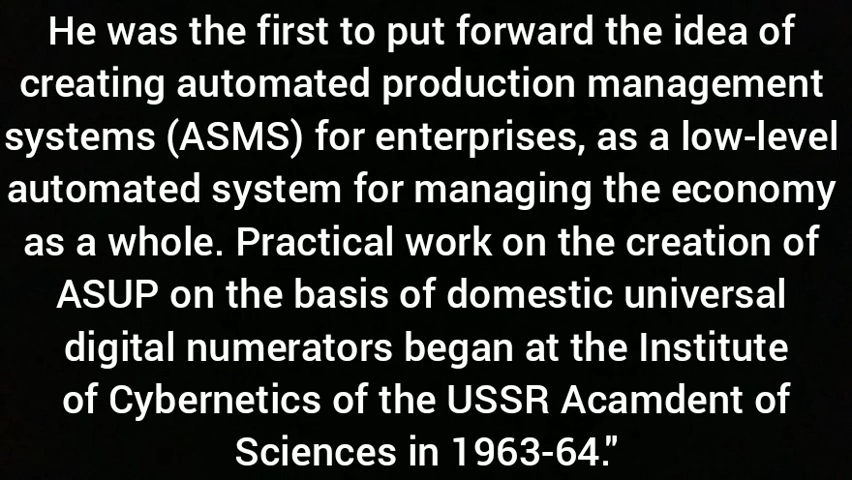 He was the first to put forward the idea of
creating automated production management
systems (ASMS) for enterprises, as a low-level
automated system for managing the economy
as a whole. Practical work on the creation of
ASUP on the basis of domestic universal
digital numerators began at the Institute
of Cybernetics of the USSR Acamdent of
Sciences in 1963-64."